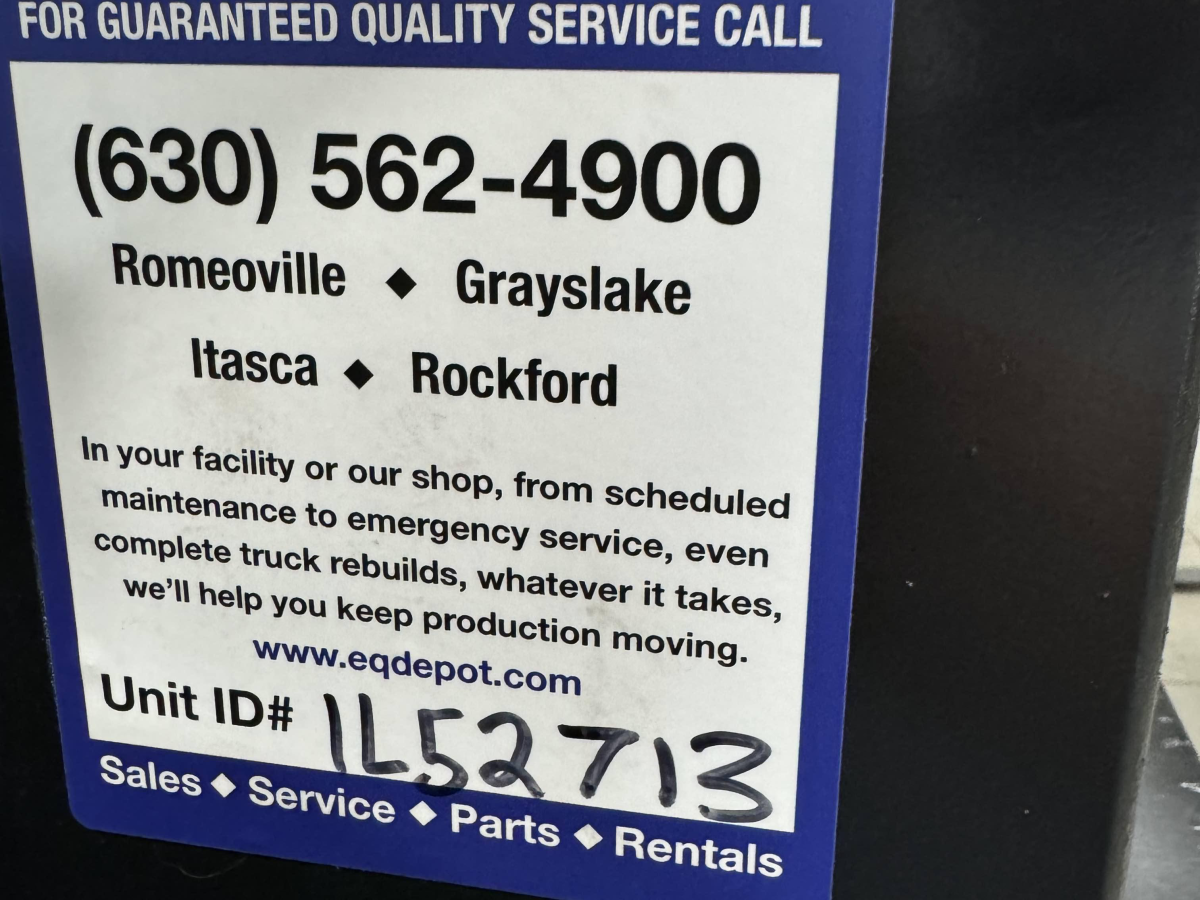 FOR GUARANTEED QUALITY SERVICE CALL
(630) 562-4900
Romeoville ◆ Grayslake
Itasca ◆ Rockford
In your facility or our shop, from scheduled
maintenance to emergency service, even
complete truck rebuilds, whatever it takes,
we'll help you keep production moving.
www.eqdepot.com
Unit ID# IL52713
Sales ◆ Service ◆ Parts ◆ Rentals